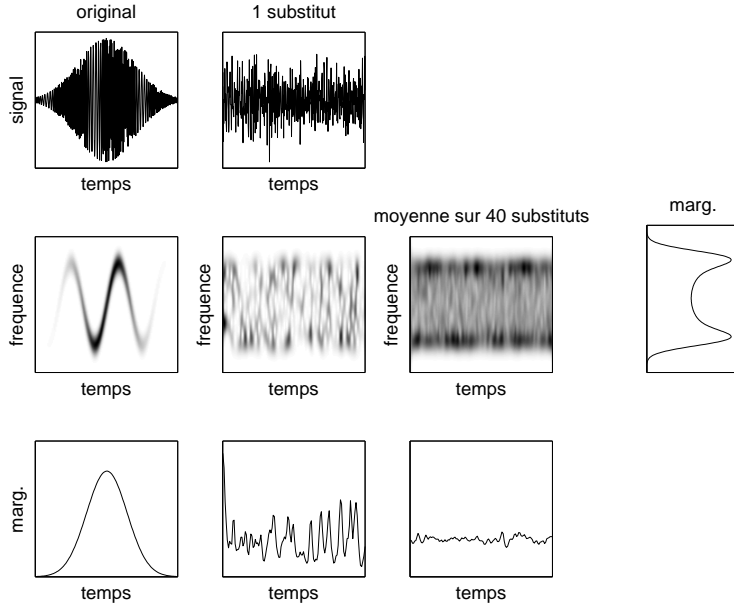 original
1 substitut
signal
temps
temps
moyenne sur 40 substituts
marg.
frequence
frequence
frequence
temps
temps
temps
marg.
temps
temps
temps